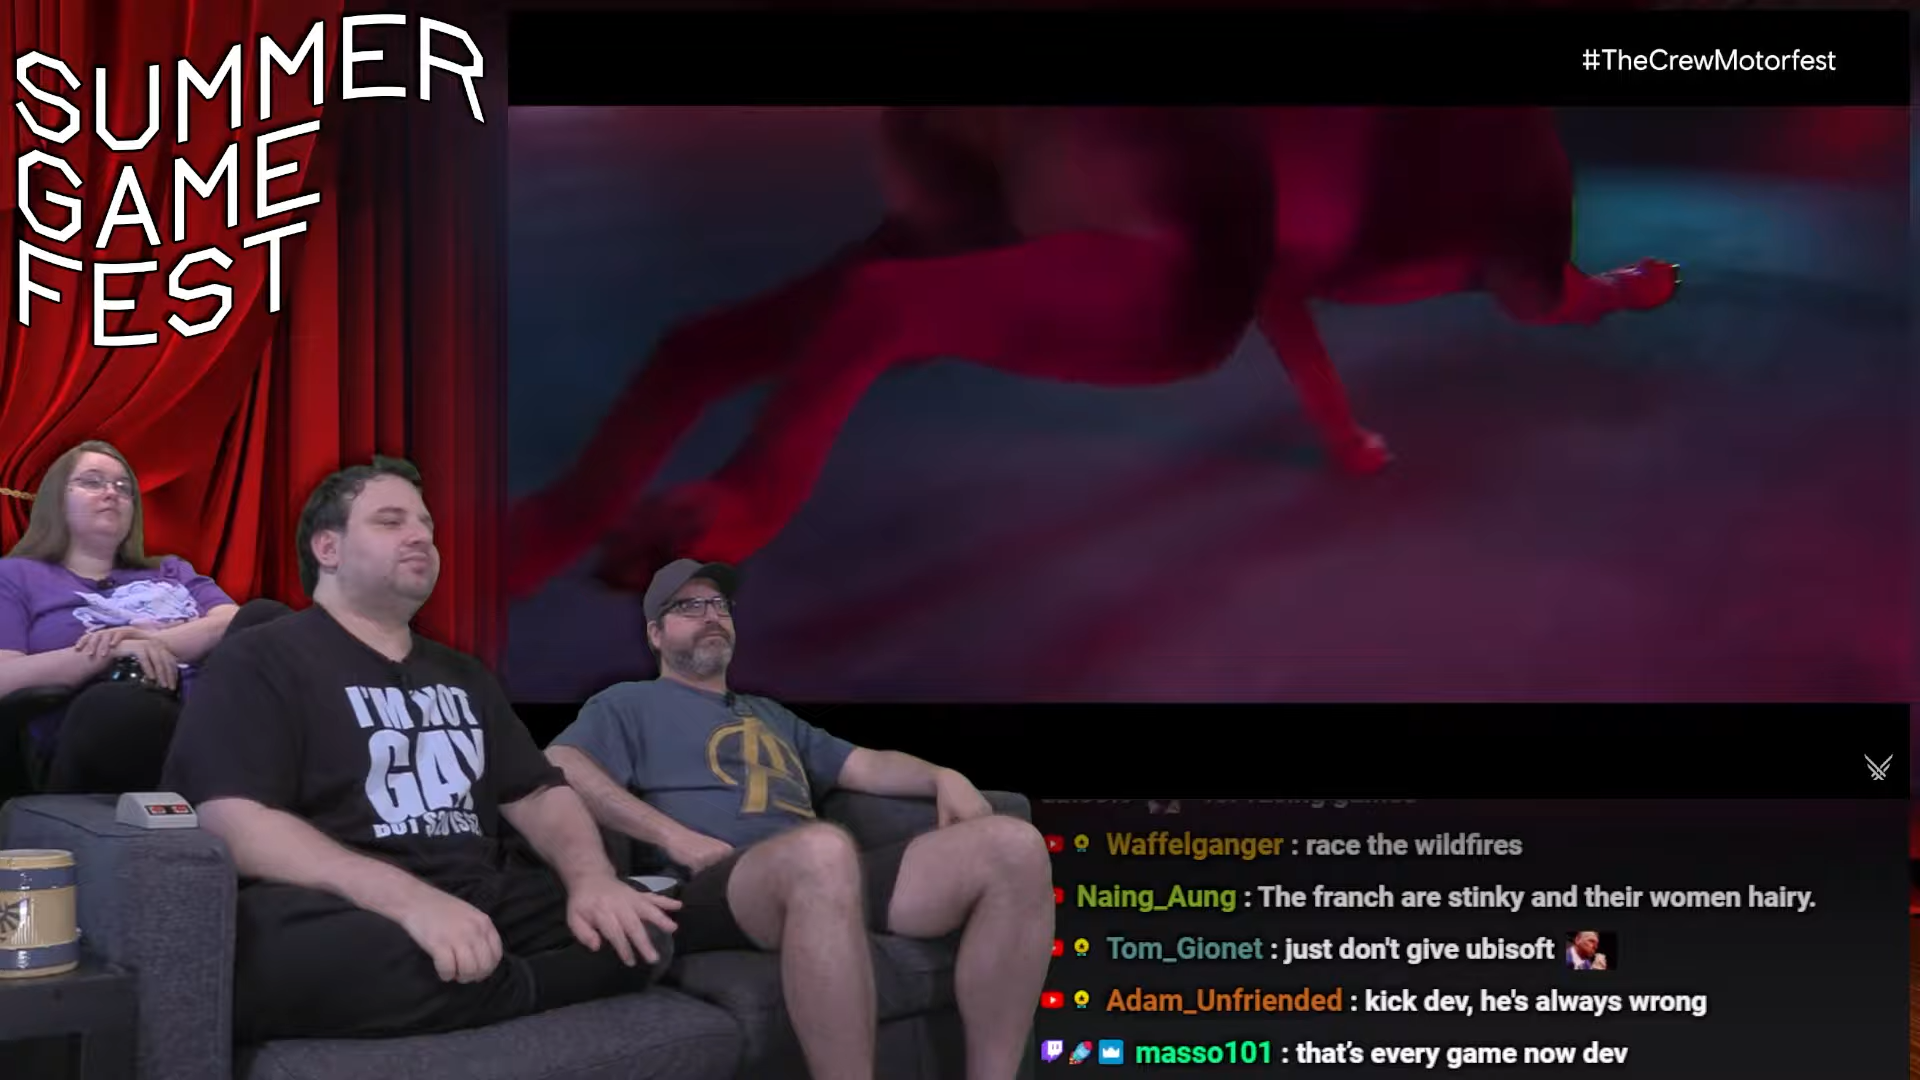 SUMMER
GAME
FEST
#TheCrewMotorfest
I'M NOT
GAY
Waffelganger : race the wildfires
Naing_Aung : The franch are stinky and their women hairy.
Tom_Gionet : just don't give ubisoft
Adam_Unfriended : kick dev, he's always wrong
masso101 : that's every game now dev